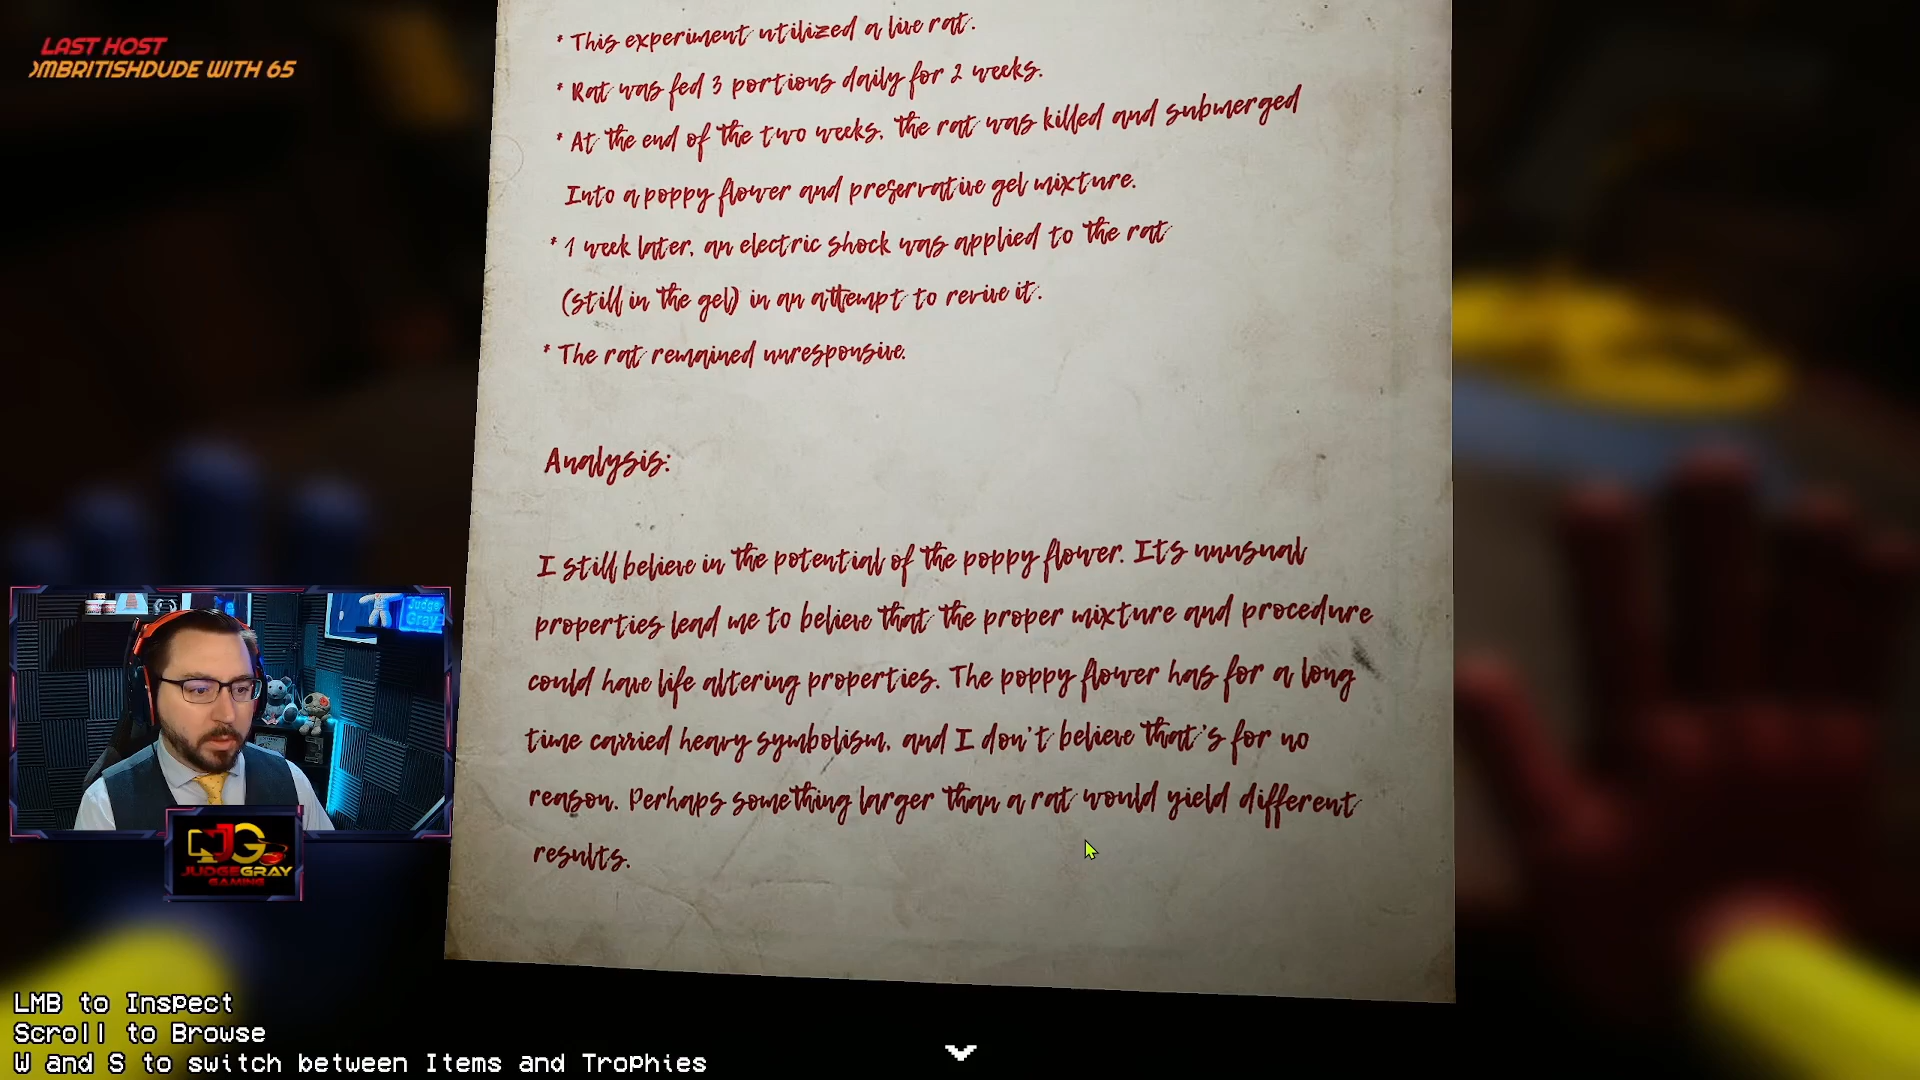 LAST HOST
OMBRITISHDUDE WITH 65
* This experiment utilized a live rat.
* Rat was fed 3 portions daily for 2 weeks.
* At the end of the two weeks, the rat was killed and submerged
Into a poppy flower and preservative gel mixture.
* 1 week later, an electric shock was applied to the rat
(still in the gel) in an attempt to revive it.
* The rat remained unresponsive.
Analysis:
I still believe in the potential of the poppy flower. Its unusual
properties lead me to believe that the proper mixture and procedure
could have life altering properties. The poppy flower has for a long
time carried heavy symbolism, and I don't believe that's for no
reason. Perhaps something larger than a rat would yield different
results.
Judge
Gray
JG
JUDGEGRAY
GAMING
LMB to Inspect
Scroll to Browse
W and S to switch between Items and Trophies